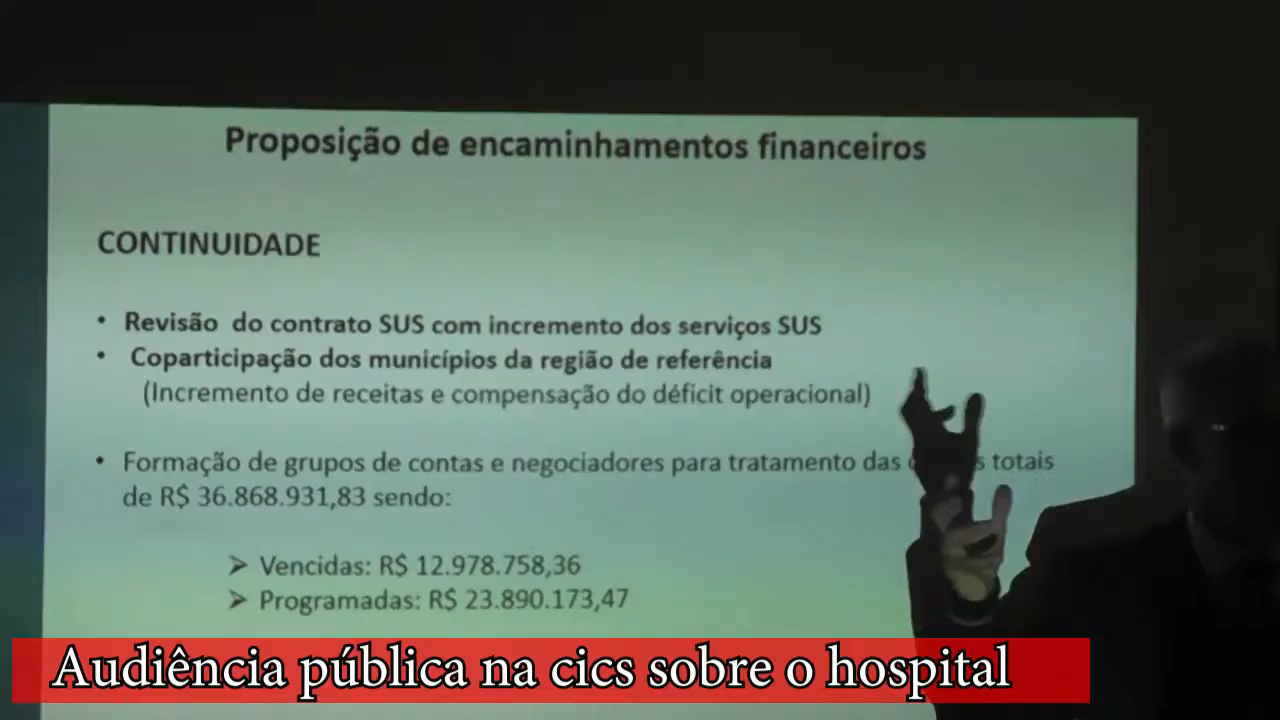 Proposição de encaminhamentos financeiros
CONTINUIDADE
• Revisão do contrato SUS com incremento dos serviços SUS
• Coparticipação dos municípios da região de referência
(Incremento de receitas e compensação do déficit operacional)
• Formação de grupos de contas e negociadores para tratamento das totais
de R$ 36.868.931,83 sendo:
➢ Vencidas: R$ 12.978.758,36
➢ Programadas: R$ 23.890.173,47
Audiência pública na cics sobre o hospital